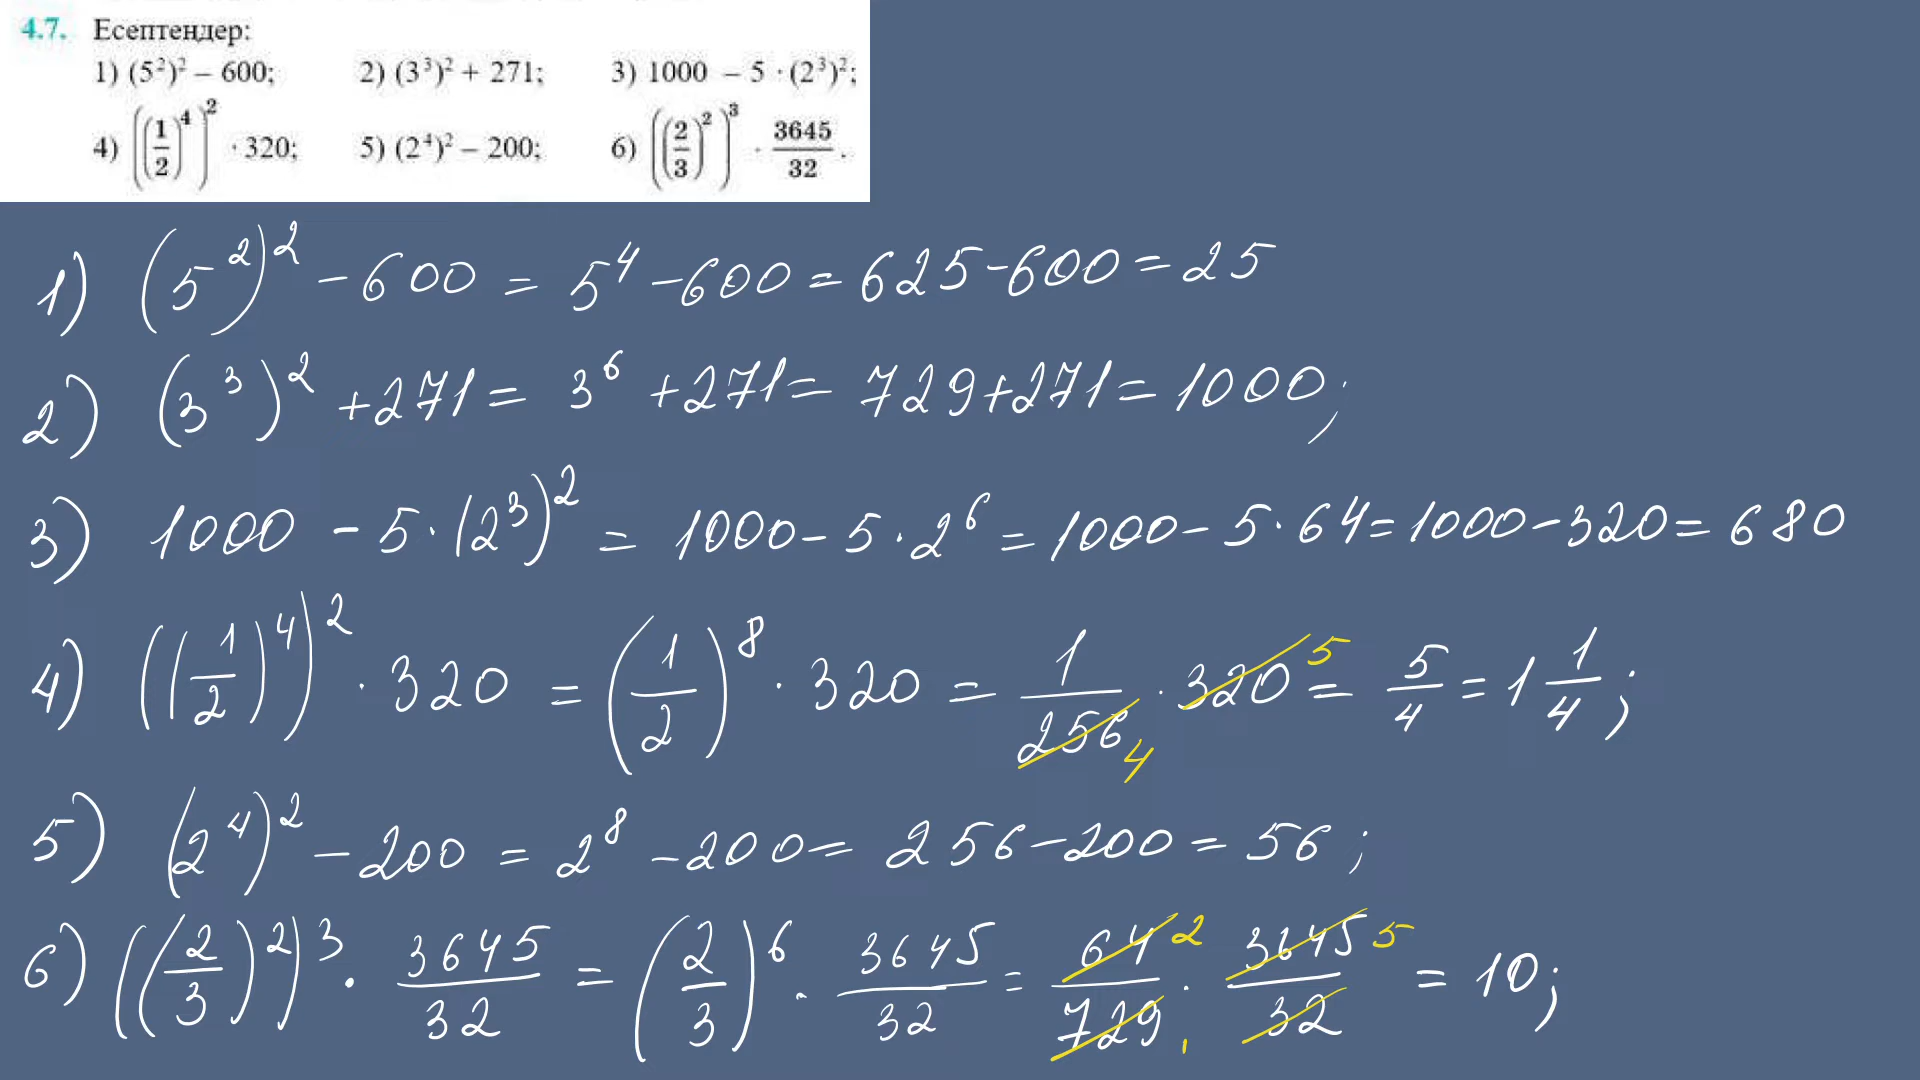 4.7. Есептеңдер:
1) (5²)² – 600; 2) (3³)² + 271; 3) 1000 – 5 · (2³)²;
4) ((1/2)⁴)² · 320; 5) (2⁴)² – 200; 6) ((2/3)²)³ · 3645/32 .
1) (5²)² – 600 = 5⁴ – 600 = 625 – 600 = 25
2) (3³)² + 271 = 3⁶ + 271 = 729 + 271 = 1000;
3) 1000 – 5 · (2³)² = 1000 – 5 · 2⁶ = 1000 – 5 · 64 = 1000 – 320 = 680
4) ((1/2)⁴)² · 320 = (1/2)⁸ · 320 = 1/256 4 · 320 5 = 5/4 = 1 1/4;
5) (2⁴)² – 200 = 2⁸ – 200 = 256 – 200 = 56;
6) ((2/3)²)³ · 3645/32 = (2/3)⁶ · 3645/32 = 64 2/729 1 · 3645 5/32 = 10;